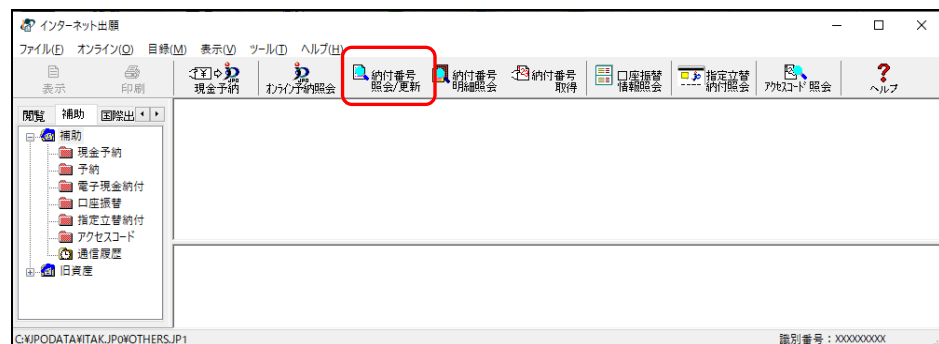 インターネット出願
ファイル(F) オンライン(O) 目録(M) 表示(V) ツール(T) ヘルプ(H)
表示
印刷
現金予納
オンライン予納照会
納付番号
照会/更新
納付番号
明細照会
納付番号
取得
口座振替
情報照会
指定立替
納付照会
アクセスコード 照会
ヘルプ
閲覧 補助 国際出
補助
現金予納
予納
電子現金納付
口座振替
指定立替納付
アクセスコード
通信履歴
旧資産
C:¥JPODATA¥ITAK.JP0¥OTHERS.JP1
識別番号:XXXXXXXXX